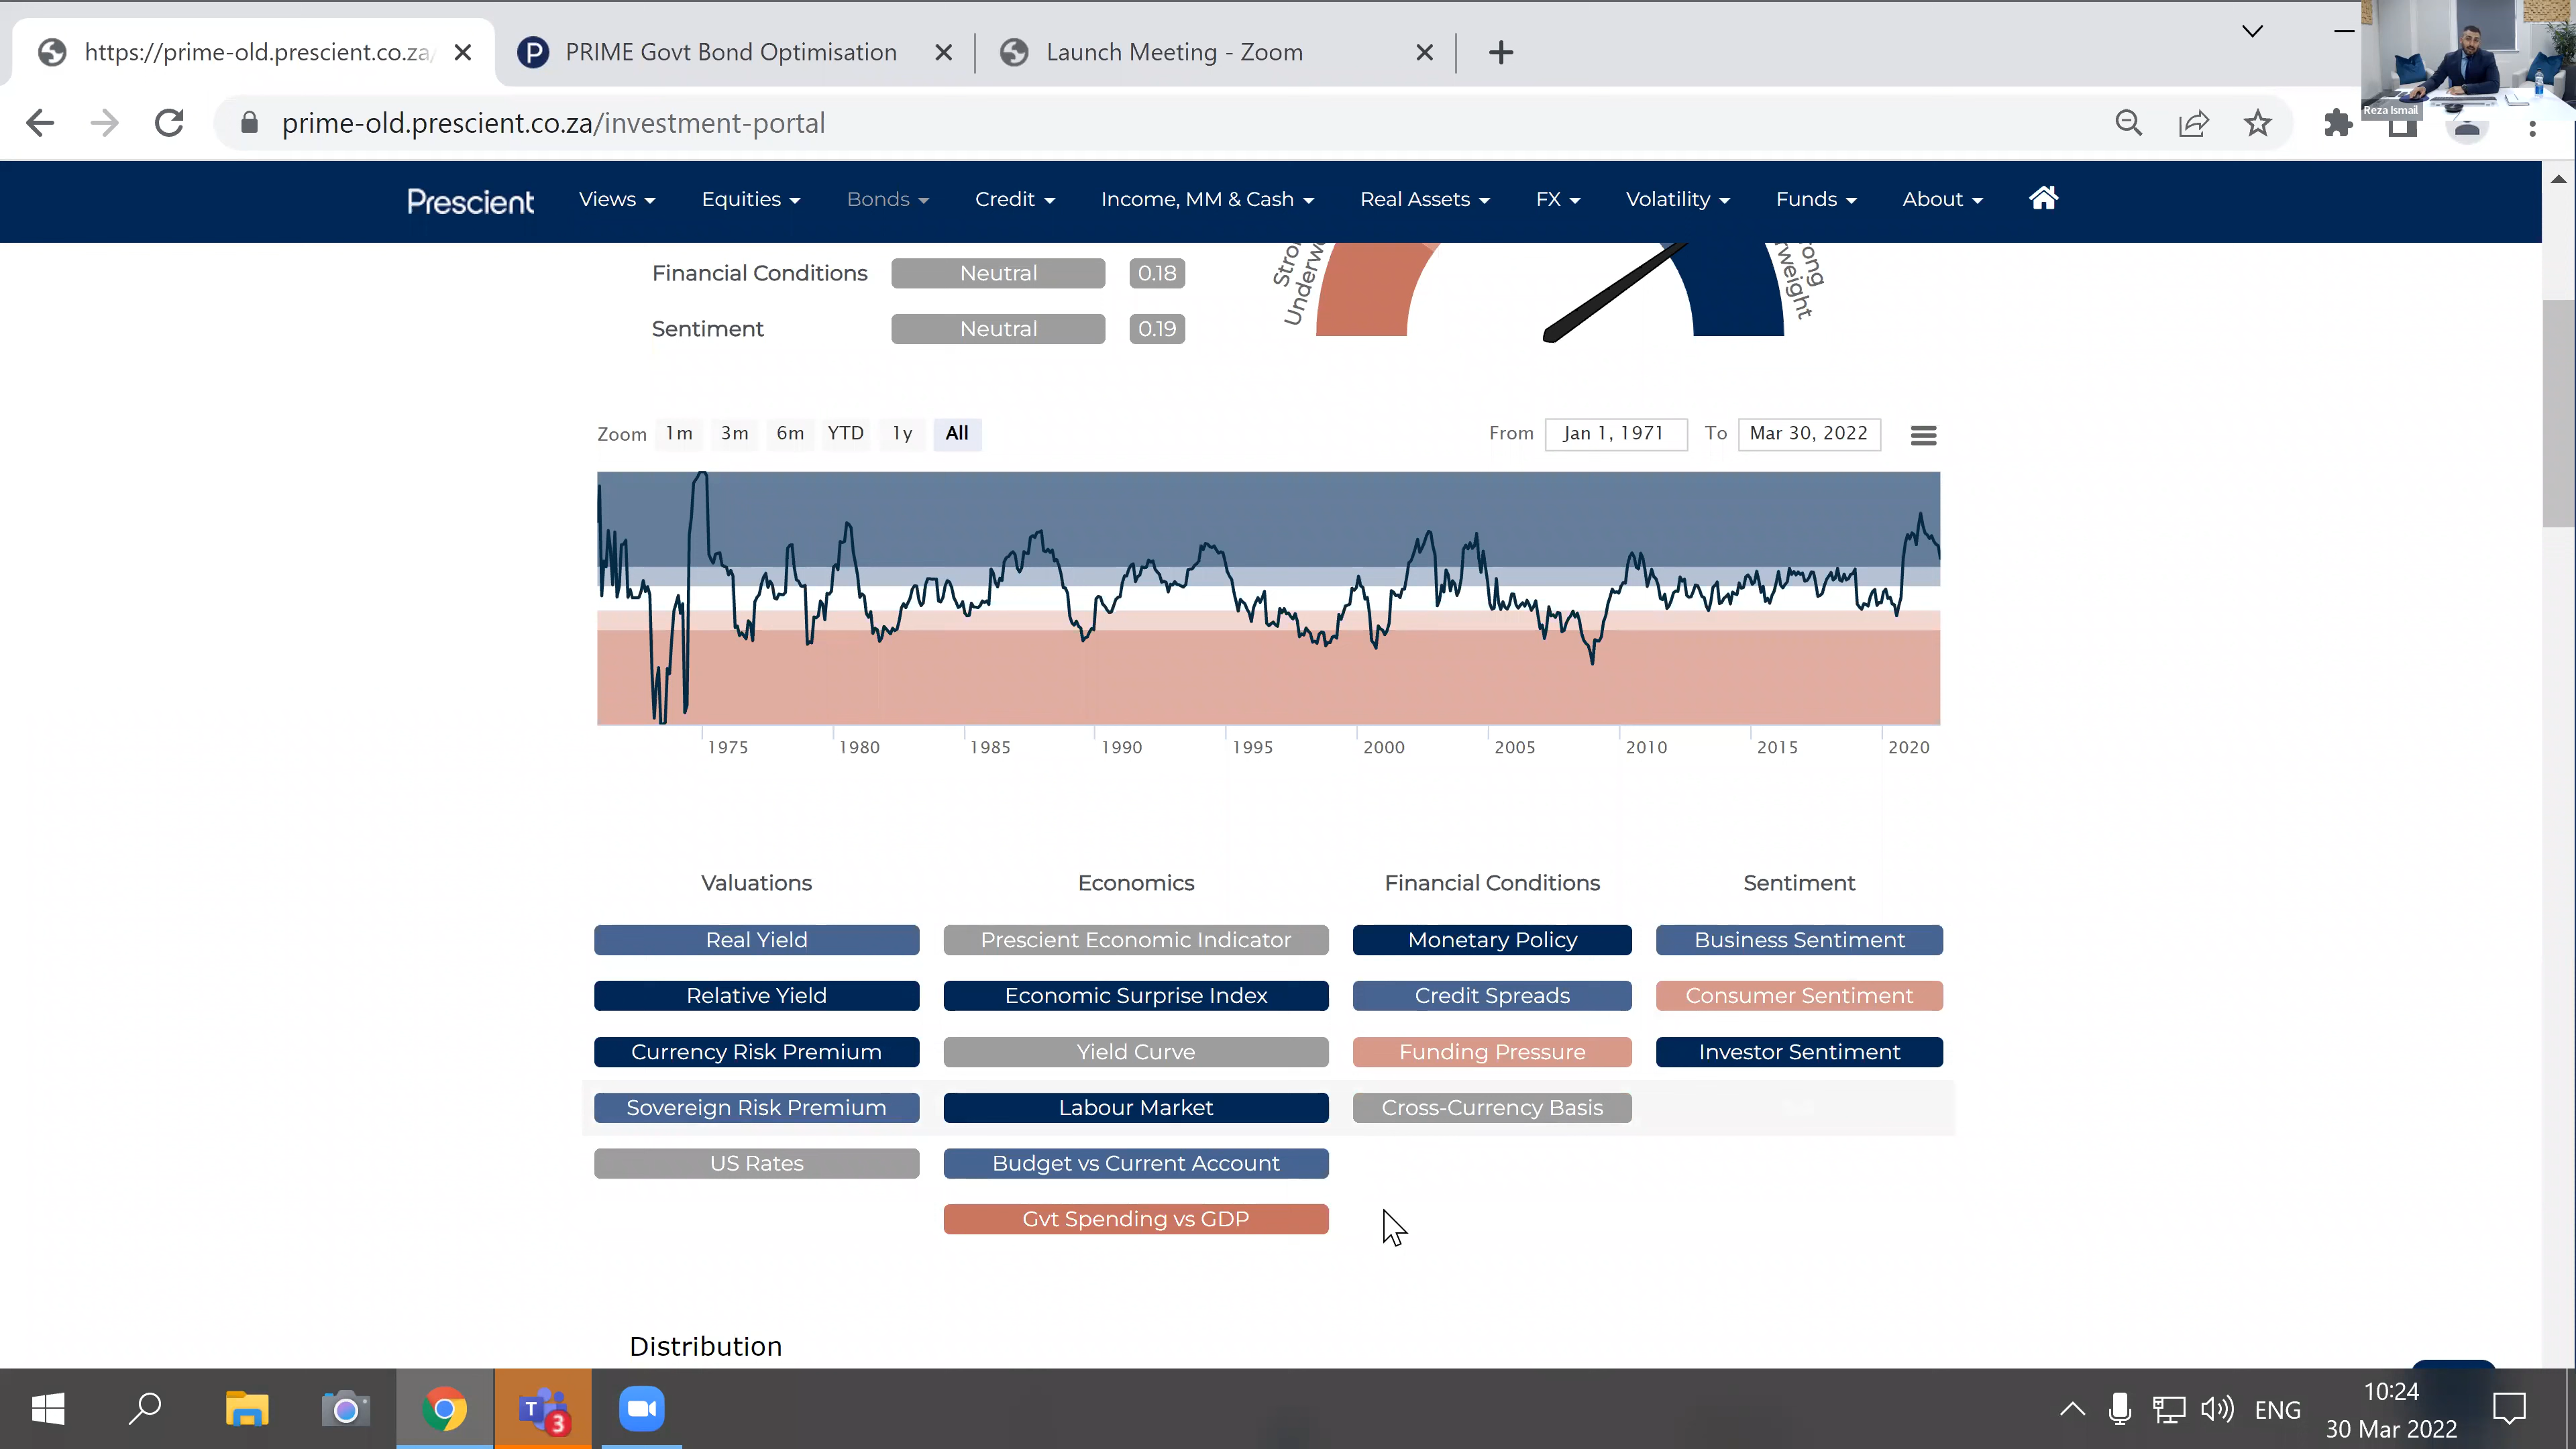 https://prime-old.prescient.co.za/
PRIME Govt Bond Optimisation
Launch Meeting - Zoom
prime-old.prescient.co.za/investment-portal
Reza Ismail
Prescient
Views
Equities
Bonds
Credit
Income, MM & Cash
Real Assets
FX
Volatility
Funds
About
Financial Conditions Neutral 0.18
Sentiment Neutral 0.19
Zoom 1m 3m 6m YTD 1y All
From Jan 1, 1971 To Mar 30, 2022
1975 1980 1985 1990 1995 2000 2005 2010 2015 2020
Valuations Economics Financial Conditions Sentiment
Real Yield Prescient Economic Indicator Monetary Policy Business Sentiment
Relative Yield Economic Surprise Index Credit Spreads Consumer Sentiment
Currency Risk Premium Yield Curve Funding Pressure Investor Sentiment
Sovereign Risk Premium Labour Market Cross-Currency Basis
US Rates Budget vs Current Account
Gvt Spending vs GDP
Distribution
T
3
ENG
10:24
30 Mar 2022